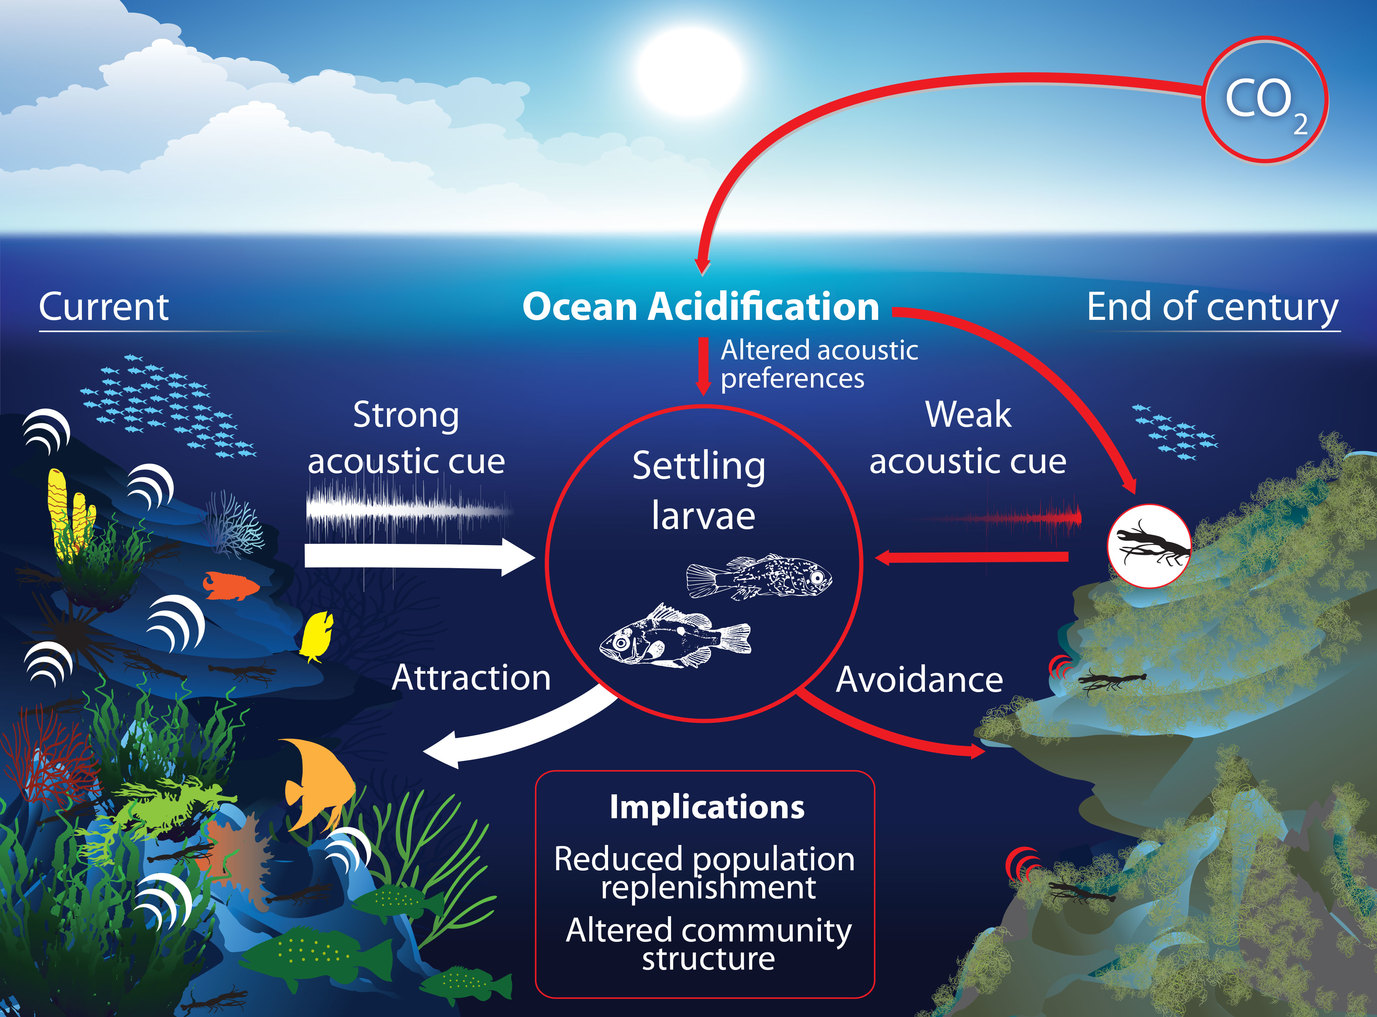 CO2
Current
Ocean Acidification
End of century
Altered acoustic
preferences
Strong
acoustic cue
Weak
acoustic cue
Settling
larvae
Attraction
Avoidance
Implications
Reduced population
replenishment
Altered community
structure